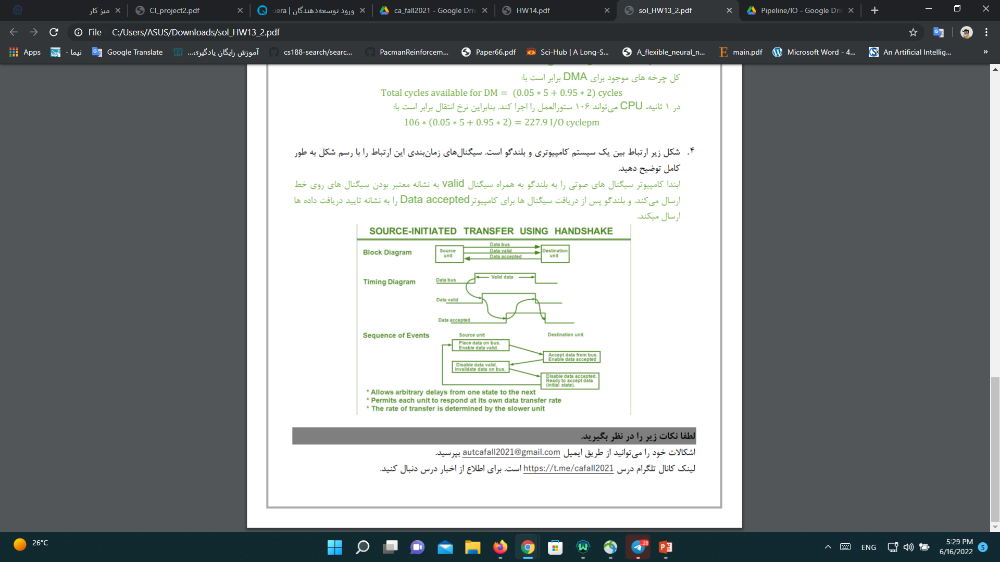 میز کار
CI_project2.pdf
ورود توسعه‌دهندگان | uera
ca_fall2021 - Google Driv
HW14.pdf
sol_HW13_2.pdf
Pipeline/IO - Google Driv
File
C:/Users/ASUS/Downloads/sol_HW13_2.pdf
Apps
نیما -
Google Translate
آموزش رایگان یادگیری...
cs188-search/searc...
PacmanReinforcem...
Paper66.pdf
Sci-Hub | A Long-S...
A_flexible_neural_n...
main.pdf
Microsoft Word - 4...
An Artificial Intellig...
»
کل چرخه های موجود برای DMA برابر است با:
Total cycles available for DM = (0.05 * 5 + 0.95 * 2) cycles
در ۱ ثانیه، CPU می‌تواند ۱۰۶ ستورالعمل را اجرا کند. بنابراین نرخ انتقال برابر است با:
106 * (0.05 * 5 + 0.95 * 2) = 227.9 I/O cyclepm
۴. شکل زیر ارتباط بین یک سیستم کامپیوتری و بلندگو است. سیگنال‌های زمان‌بندی این ارتباط را با رسم شکل به طور
کامل توضیح دهید.
ابتدا کامپیوتر سیگنال های صوتی را به بلندگو به همراه سیگنال valid به نشانه معتبر بودن سیگنال های روی خط
ارسال می‌کند. و بلندگو پس از دریافت سیگنال ها برای کامپیوتر Data accepted را به نشانه تایید دریافت داده ها
ارسال میکند.
SOURCE-INITIATED TRANSFER USING HANDSHAKE
Block Diagram
Source
unit
Data bus
Data valid
Data accepted
Destination
unit
Timing Diagram
Data bus
Valid data
Data valid
Data accepted
Sequence of Events
Source unit
Destination unit
Place data on bus.
Enable data valid.
Accept data from bus.
Enable data accepted
Disable data valid.
Invalidate data on bus.
Disable data accepted.
Ready to accept data
(initial state).
* Allows arbitrary delays from one state to the next
* Permits each unit to respond at its own data transfer rate
* The rate of transfer is determined by the slower unit
لطفا نکات زیر را در نظر بگیرید.
اشکالات خود را می‌توانید از طریق ایمیل autcafall2021@gmail.com بپرسید.
لینک کانال تلگرام درس https://t.me/cafall2021 است. برای اطلاع از اخبار درس دنبال کنید.
26°C
..28
ENG
5:29 PM
6/16/2022
5